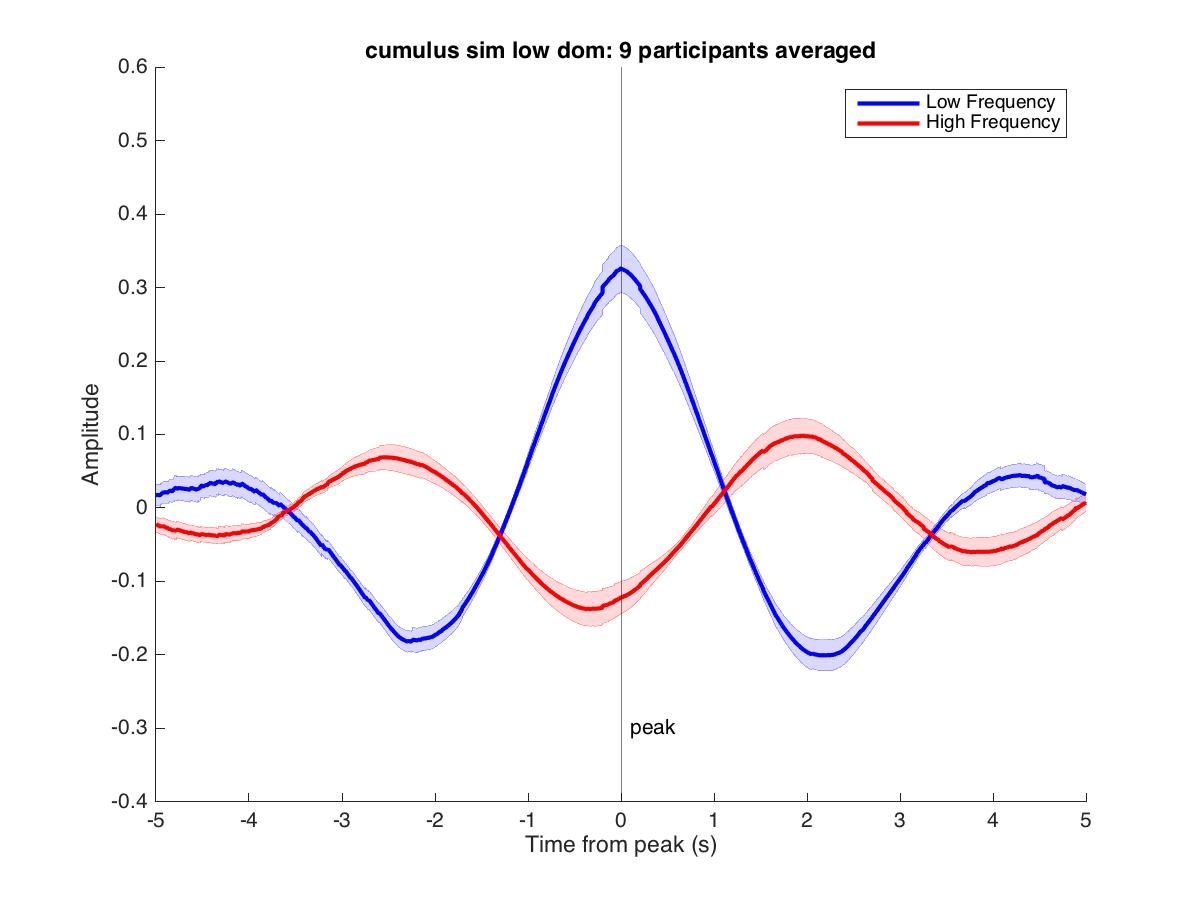 cumulus sim low dom: 9 participants averaged
0.6
Low Frequency
High Frequency
0.5
0.4
0.3
0.2
0.1
0
-0.1
-0.2
-0.3
-0.4
Amplitude
peak
-5 -4 -3 -2 -1 0 1 2 3 4 5
Time from peak (s)